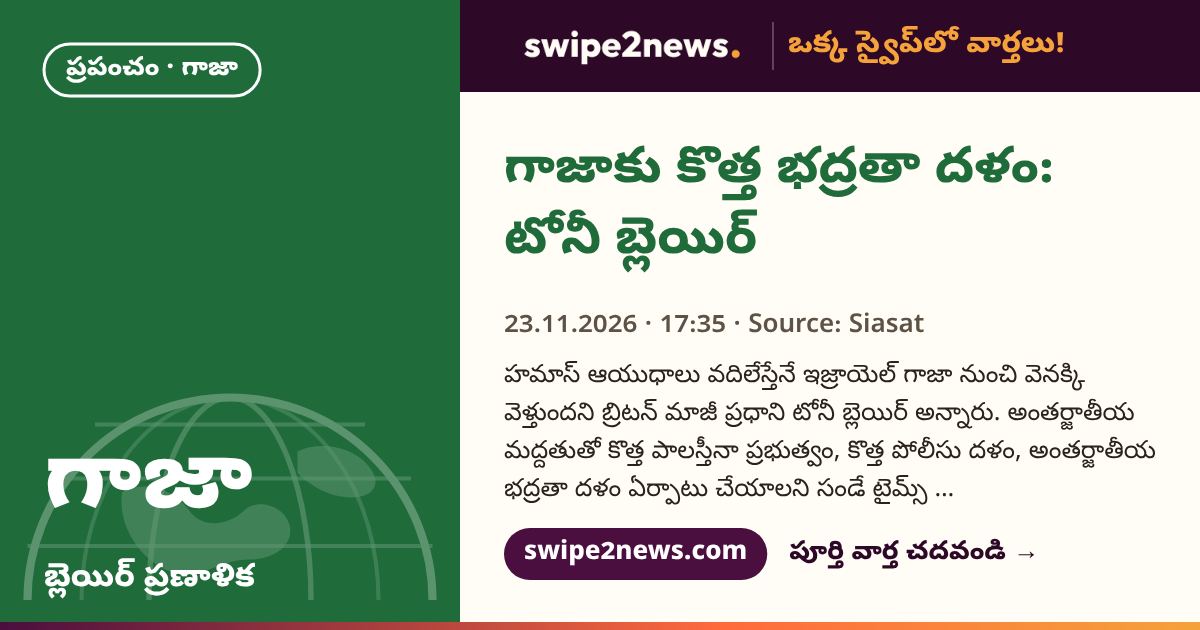 ప్రపంచం · గాజా
గాజా
బ్లెయిర్ ప్రణాళిక
swipe2news.
ఒక్క స్వైప్‌లో వార్తలు!
గాజాకు కొత్త భద్రతా దళం:
టోనీ బ్లెయిర్
23.11.2026 · 17:35 · Source: Siasat
హమాస్ ఆయుధాలు వదిలేస్తేనే ఇజ్రాయెల్ గాజా నుంచి వెనక్కి
వెళ్తుందని బ్రిటన్ మాజీ ప్రధాని టోనీ బ్లెయిర్ అన్నారు. అంతర్జాతీయ
మద్దతుతో కొత్త పాలస్తీనా ప్రభుత్వం, కొత్త పోలీసు దళం, అంతర్జాతీయ
భద్రతా దళం ఏర్పాటు చేయాలని సండే టైమ్స్ ...
swipe2news.com
పూర్తి వార్త చదవండి →